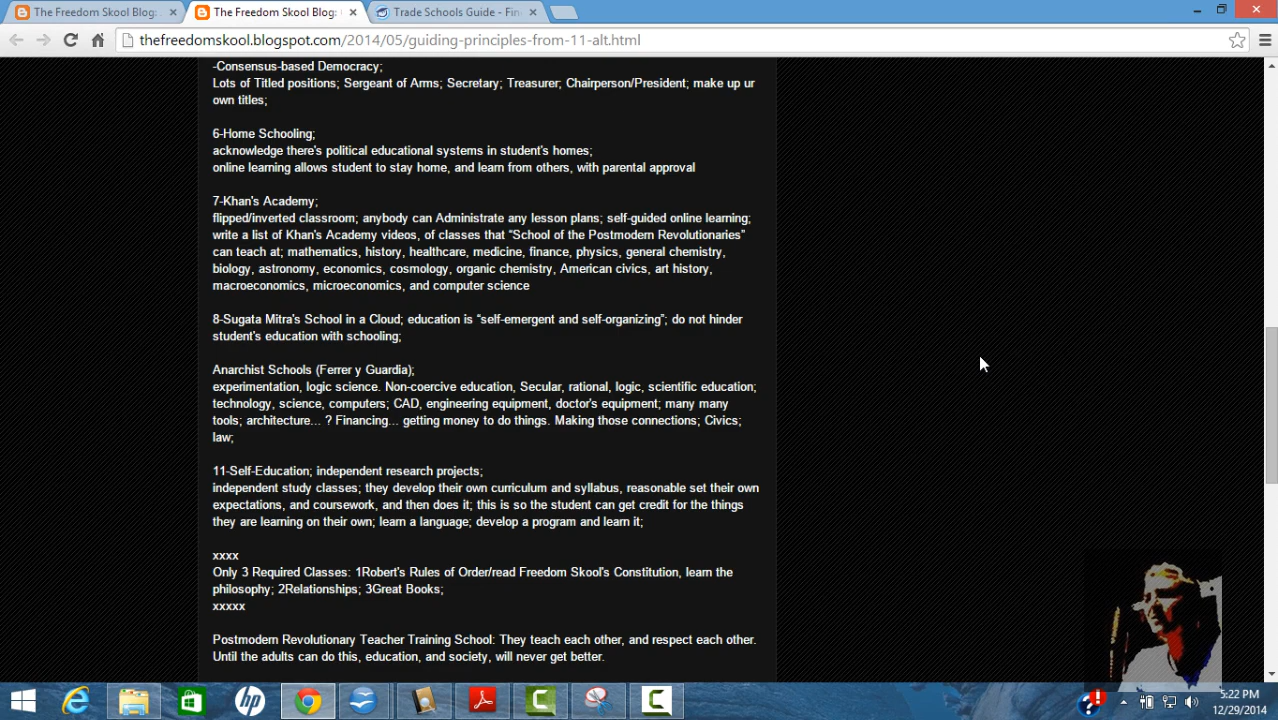 The Freedom Skool Blog:
The Freedom Skool Blog:
Trade Schools Guide - Fin
thefreedomskool.blogspot.com/2014/05/guiding-principles-from-11-alt.html
-Consensus-based Democracy;
Lots of Titled positions; Sergeant of Arms; Secretary; Treasurer; Chairperson/President; make up ur
own titles;
6-Home Schooling;
acknowledge there's political educational systems in student's homes;
online learning allows student to stay home, and learn from others, with parental approval
7-Khan's Academy;
flipped/inverted classroom; anybody can Administrate any lesson plans; self-guided online learning;
write a list of Khan's Academy videos, of classes that “School of the Postmodern Revolutionaries”
can teach at; mathematics, history, healthcare, medicine, finance, physics, general chemistry,
biology, astronomy, economics, cosmology, organic chemistry, American civics, art history,
macroeconomics, microeconomics, and computer science
8-Sugata Mitra's School in a Cloud; education is “self-emergent and self-organizing”; do not hinder
student's education with schooling;
Anarchist Schools (Ferrer y Guardia);
experimentation, logic science. Non-coercive education, Secular, rational, logic, scientific education;
technology, science, computers; CAD, engineering equipment, doctor's equipment; many many
tools; architecture... ? Financing... getting money to do things. Making those connections; Civics;
law;
11-Self-Education; independent research projects;
independent study classes; they develop their own curriculum and syllabus, reasonable set their own
expectations, and coursework, and then does it; this is so the student can get credit for the things
they are learning on their own; learn a language; develop a program and learn it;
xxxx
Only 3 Required Classes: 1Robert's Rules of Order/read Freedom Skool's Constitution, learn the
philosophy; 2Relationships; 3Great Books;
xxxxx
Postmodern Revolutionary Teacher Training School: They teach each other, and respect each other.
Until the adults can do this, education, and society, will never get better.
5:22 PM
12/29/2014